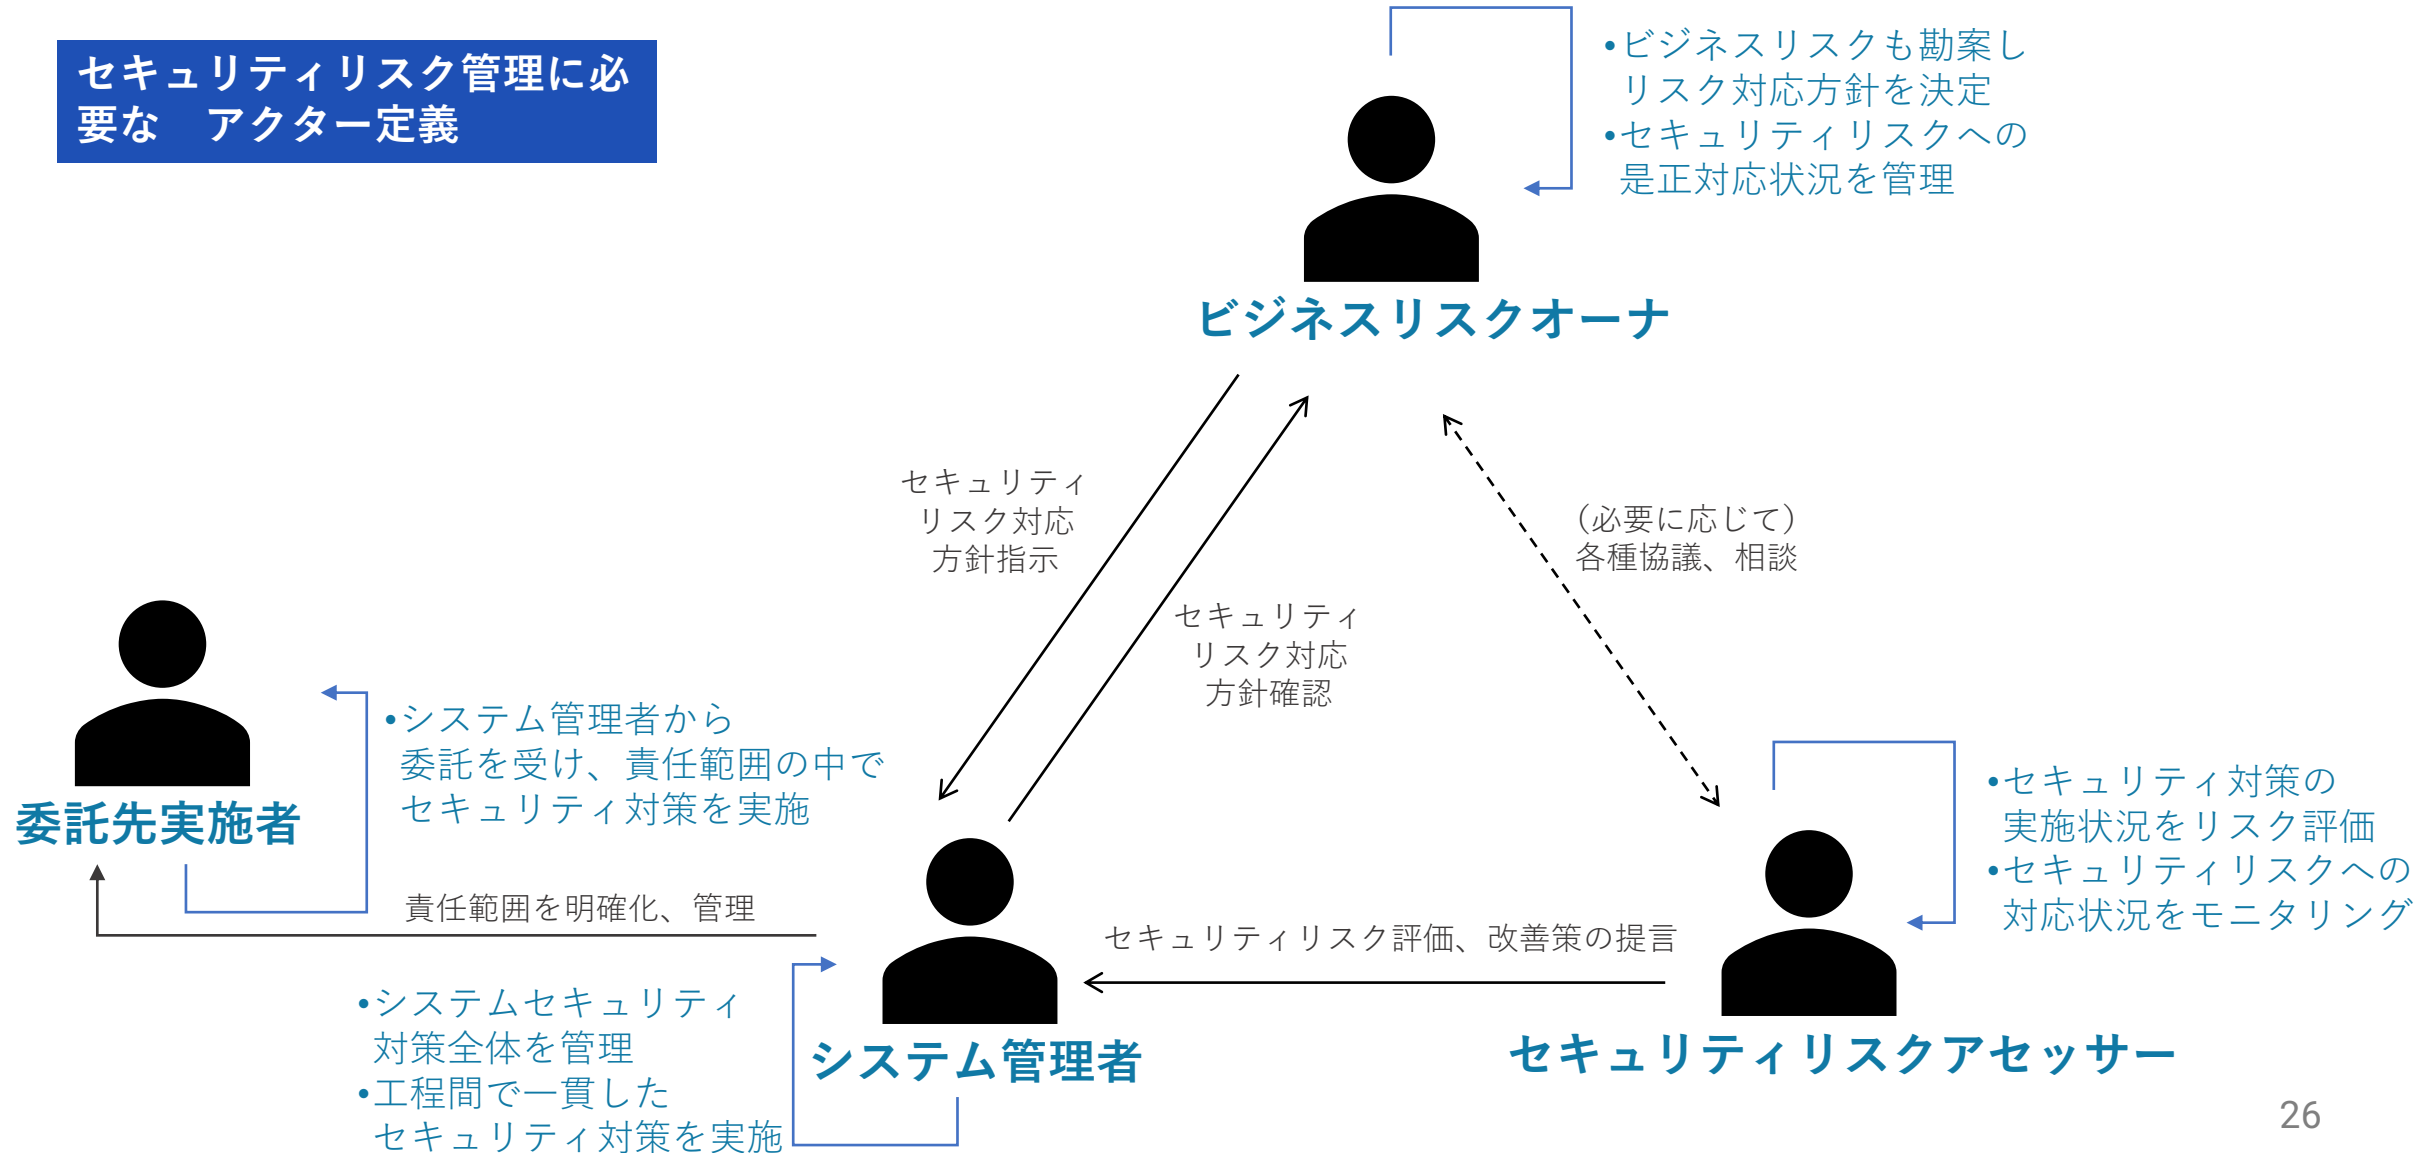 セキュリティリスク管理に必
要な　アクター定義
•ビジネスリスクも勘案し
リスク対応方針を決定
•セキュリティリスクへの
是正対応状況を管理
ビジネスリスクオーナ
セキュリティ
リスク対応
方針指示
セキュリティ
リスク対応
方針確認
（必要に応じて）
各種協議、相談
•システム管理者から
委託を受け、責任範囲の中で
セキュリティ対策を実施
委託先実施者
責任範囲を明確化、管理
•セキュリティ対策の
実施状況をリスク評価
•セキュリティリスクへの
対応状況をモニタリング
セキュリティリスク評価、改善策の提言
•システムセキュリティ
対策全体を管理
•工程間で一貫した
セキュリティ対策を実施
システム管理者
セキュリティリスクアセッサー
26